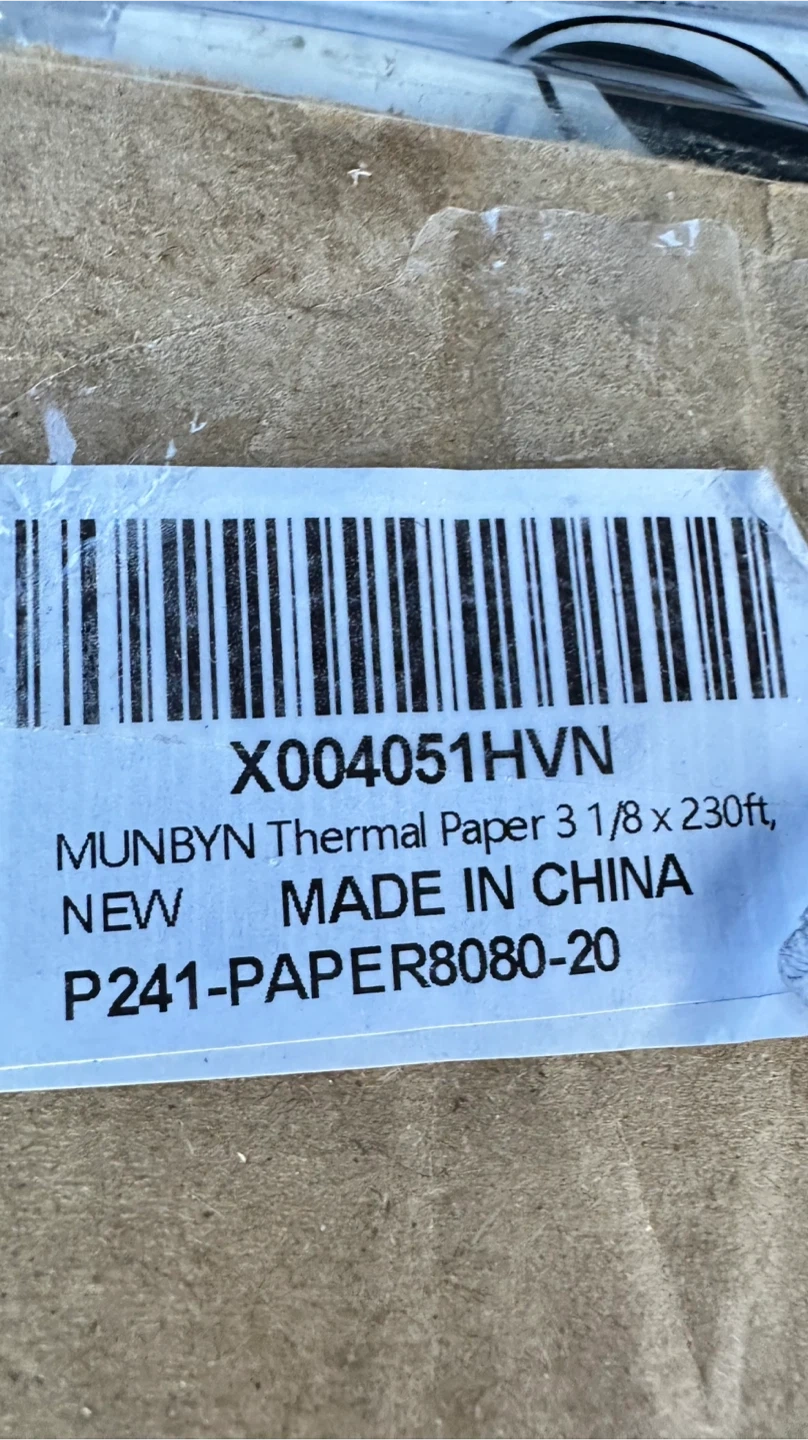 X004051HVN
MUNBYN Thermal Paper 3 1/8 x 230ft,
NEW MADE IN CHINA
P241-PAPER8080-20